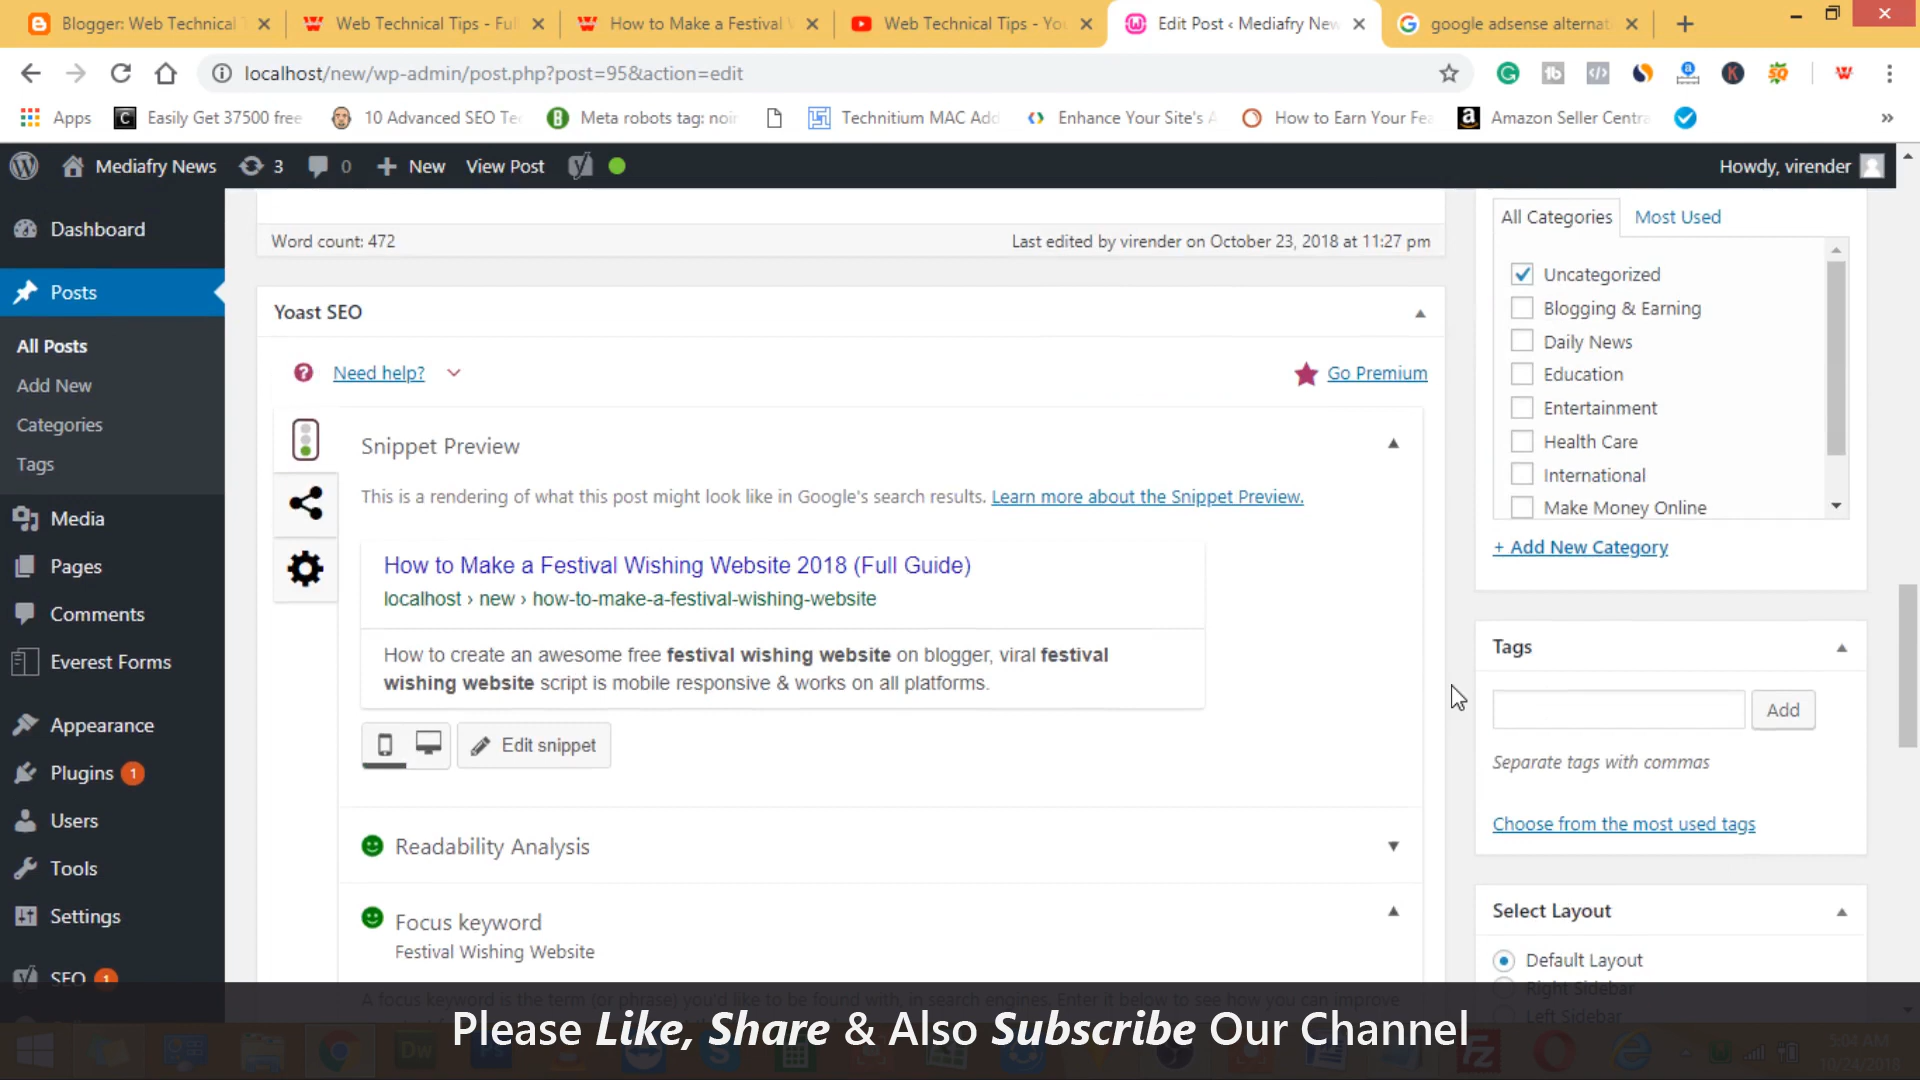 Blogger: Web Technical T
Web Technical Tips - Full
How to Make a Festival
Web Technical Tips - You
Edit Post ‹ Mediafry New
google adsense alternati
localhost/new/wp-admin/post.php?post=95&action=edit
Apps
Easily Get 37500 free
10 Advanced SEO Te
Meta robots tag: noin
Technitium MAC Add
Enhance Your Site's A
How to Earn Your Fe
Amazon Seller Centra
»
Mediafry News
3
0
New
View Post
Howdy, virender
Dashboard
Posts
All Posts
Add New
Categories
Tags
Media
Pages
Comments
Everest Forms
Appearance
Plugins 1
Users
Tools
Settings
SEO 1
Word count: 472
Last edited by virender on October 23, 2018 at 11:27 pm
Yoast SEO
Need help?
Go Premium
Snippet Preview
This is a rendering of what this post might look like in Google's search results. Learn more about the Snippet Preview.
How to Make a Festival Wishing Website 2018 (Full Guide)
localhost › new › how-to-make-a-festival-wishing-website
How to create an awesome free festival wishing website on blogger, viral festival
wishing website script is mobile responsive & works on all platforms.
Edit snippet
Readability Analysis
Focus keyword
Festival Wishing Website
A focus keyword is the term (or phrase) you'd like to be found with, in search engines. Enter it below to see how you can improve
All Categories
Most Used
Uncategorized
Blogging & Earning
Daily News
Education
Entertainment
Health Care
International
Make Money Online
+ Add New Category
Tags
Add
Separate tags with commas
Choose from the most used tags
Select Layout
Default Layout
Right Sidebar
Left Sidebar
Please Like, Share & Also Subscribe Our Channel
5:04 AM
10/24/2018